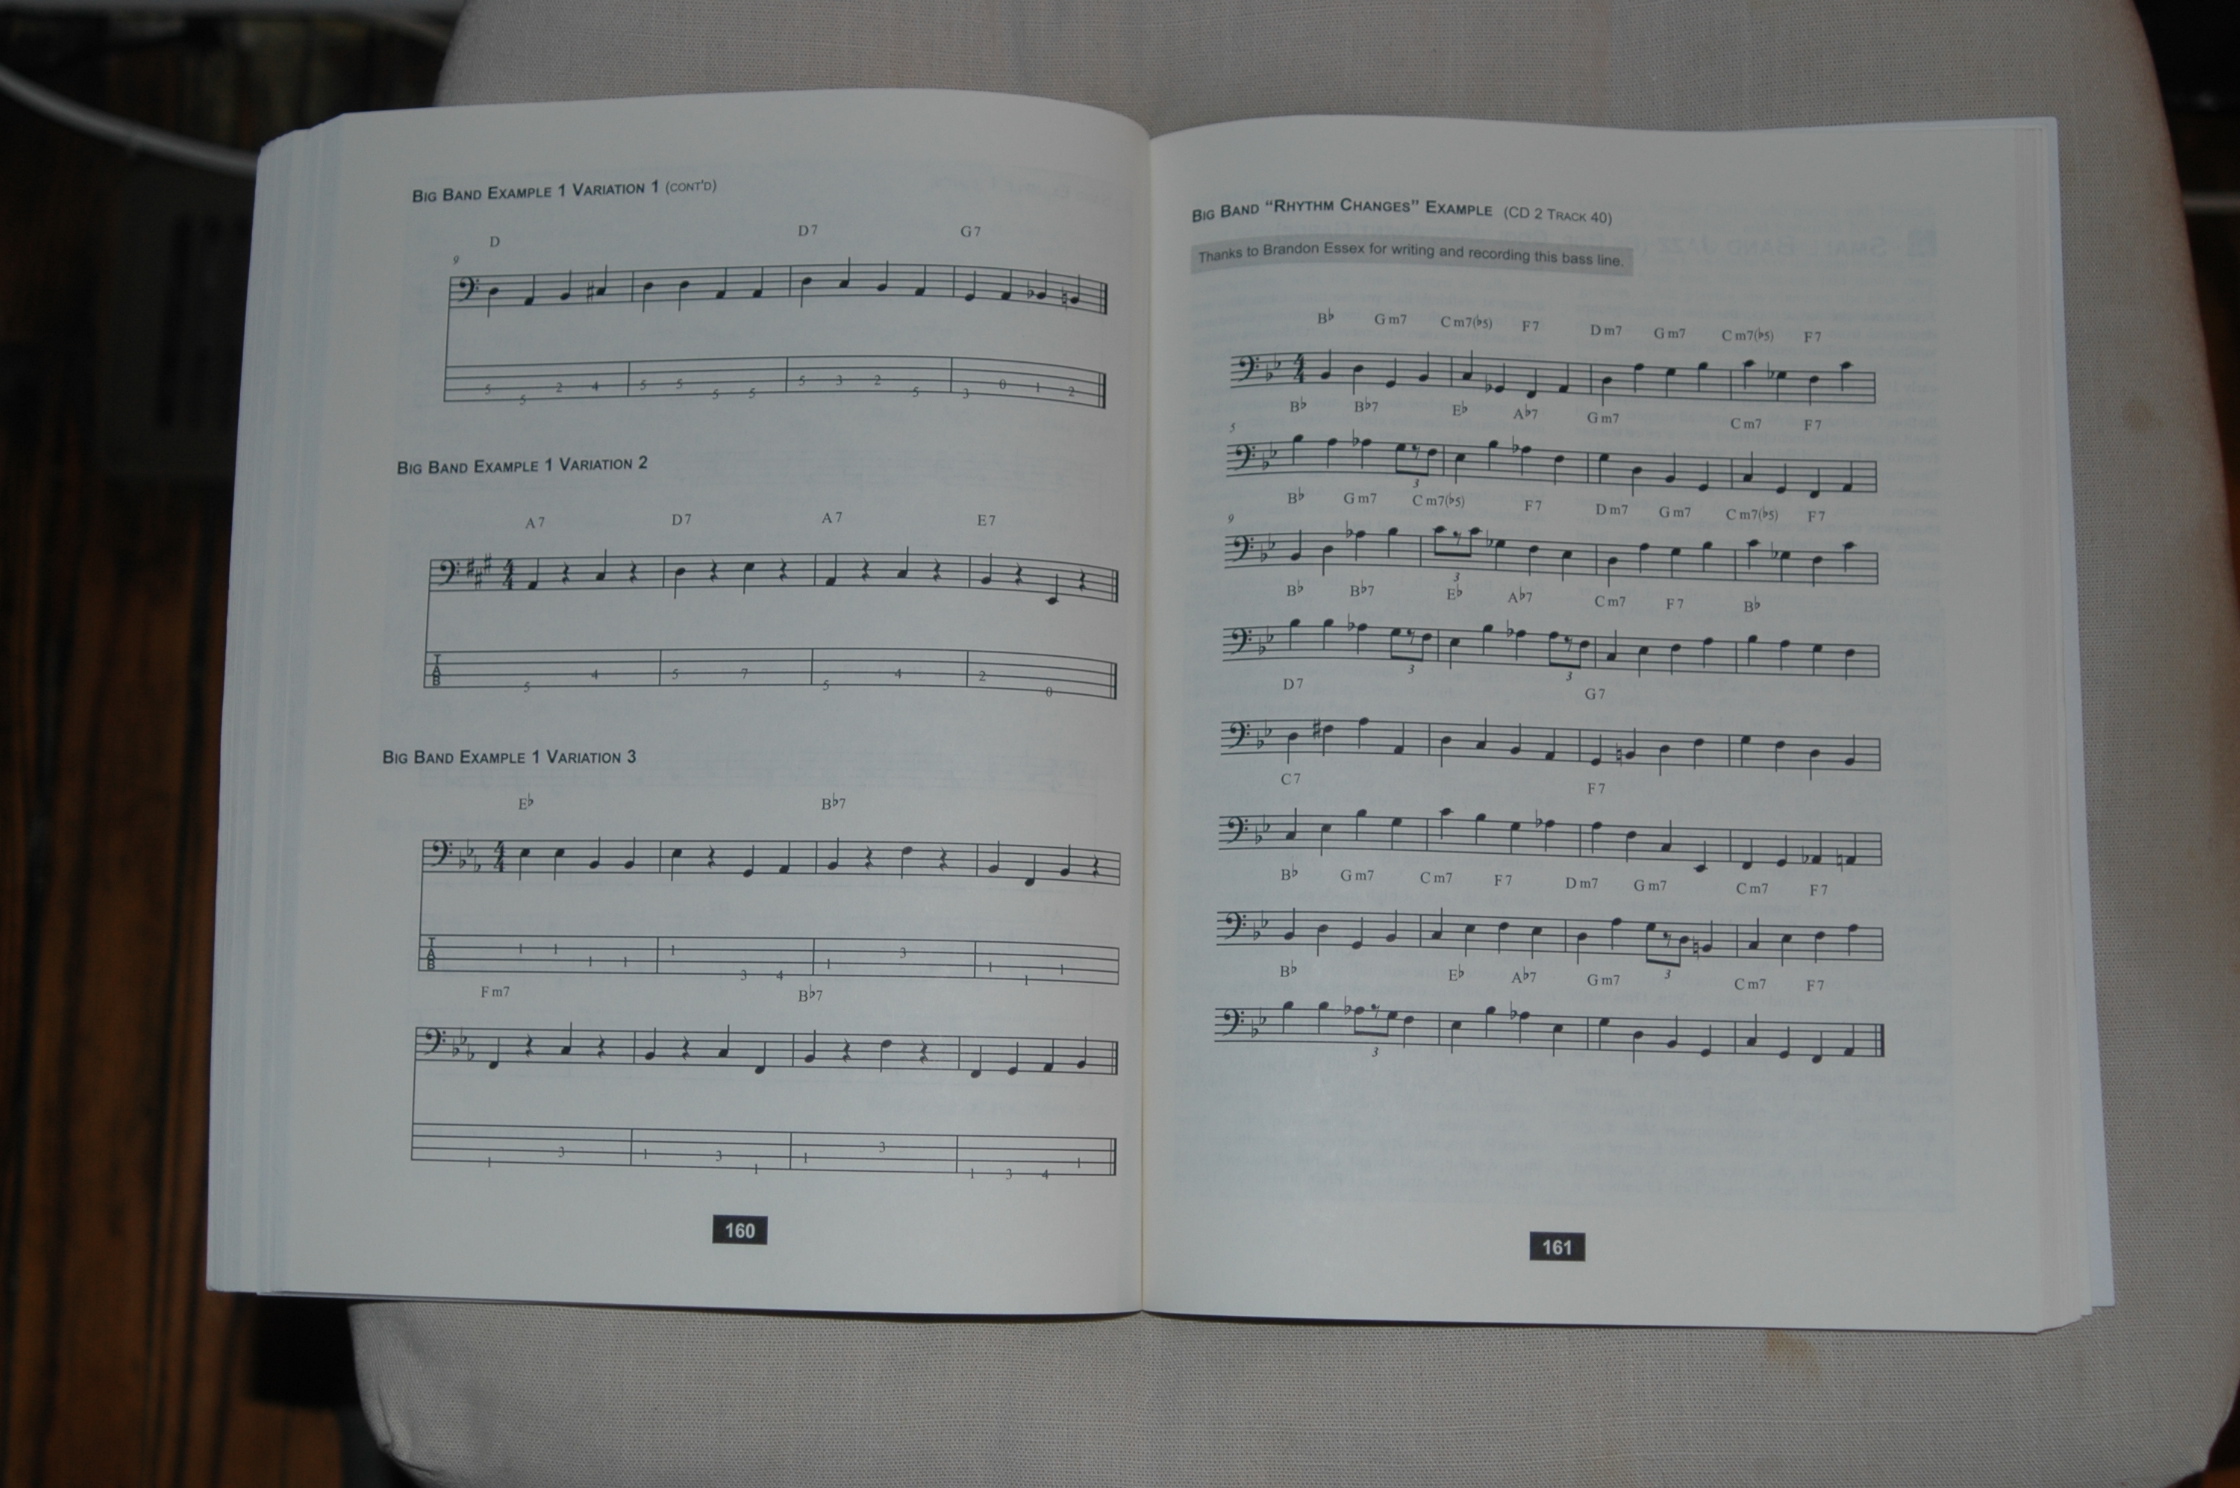 BIG BAND EXAMPLE 1 VARIATION 1 (CONT'D)
D D7 G7
9
5 5 2 4 5 5 5 5 5 3 2 5 3 0 1 2
BIG BAND EXAMPLE 1 VARIATION 2
A7 D7 A7 E7
4
4
T
A
B
5 4 5 7 5 4 2 0
BIG BAND EXAMPLE 1 VARIATION 3
E♭ B♭7
4
4
T
A
B
1 1 1 1 1 3 4 1 3 1 1 1
Fm7 B♭7
1 3 1 3 1 1 3 1 3 4 1
160
BIG BAND “RHYTHM CHANGES” EXAMPLE (CD 2 TRACK 40)
Thanks to Brandon Essex for writing and recording this bass line.
B♭ Gm7 Cm7(♭5) F7 Dm7 Gm7 Cm7(♭5) F7
4
4
B♭ B♭7 E♭ A♭7 Gm7 Cm7 F7
5
3
B♭ Gm7 Cm7(♭5) F7 Dm7 Gm7 Cm7(♭5) F7
9
3
B♭ B♭7 E♭ A♭7 Cm7 F7 B♭
3 3
D7 G7
C7 F7
B♭ Gm7 Cm7 F7 Dm7 Gm7 Cm7 F7
3
B♭ E♭ A♭7 Gm7 Cm7 F7
3
161